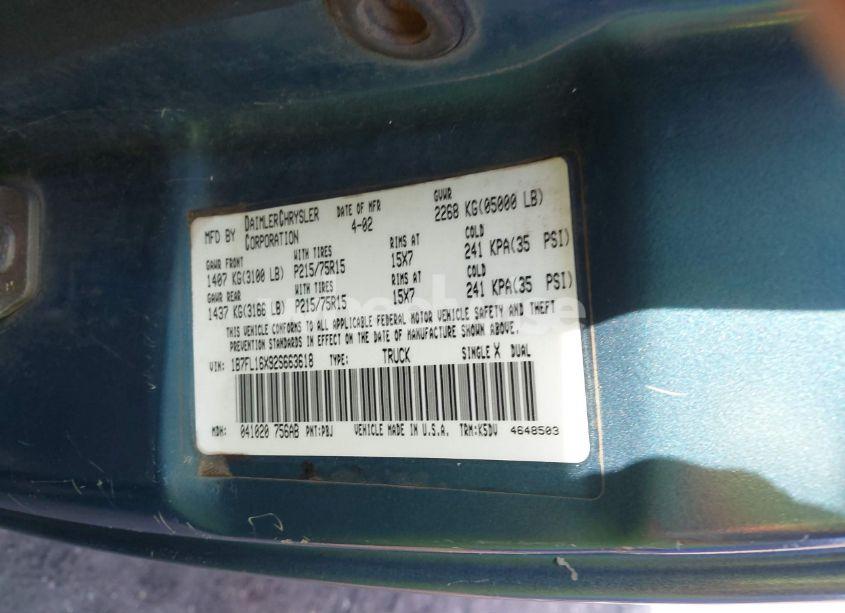 MFD BY DAIMLERCHRYSLER CORPORATION DATE OF MFR 4-02 GVWR 2268 KG(05000 LB)
GAWR FRONT WITH TIRES RIMS AT COLD
1407 KG(3100 LB) P215/75R15 15X7 241 KPA(35 PSI)
GAWR REAR WITH TIRES RIMS AT COLD
1437 KG(3166 LB) P215/75R15 15X7 241 KPA(35 PSI)
THIS VEHICLE CONFORMS TO ALL APPLICABLE FEDERAL MOTOR VEHICLE SAFETY AND THEFT
PREVENTION STANDARDS IN EFFECT ON THE DATE OF MANUFACTURE SHOWN ABOVE.
VIN: 1B7FL16X92S663618 TYPE: TRUCK SINGLE X DUAL
MDH: 041020 756AB PNT:PBJ VEHICLE MADE IN U.S.A. TRM:K5DV 4648503